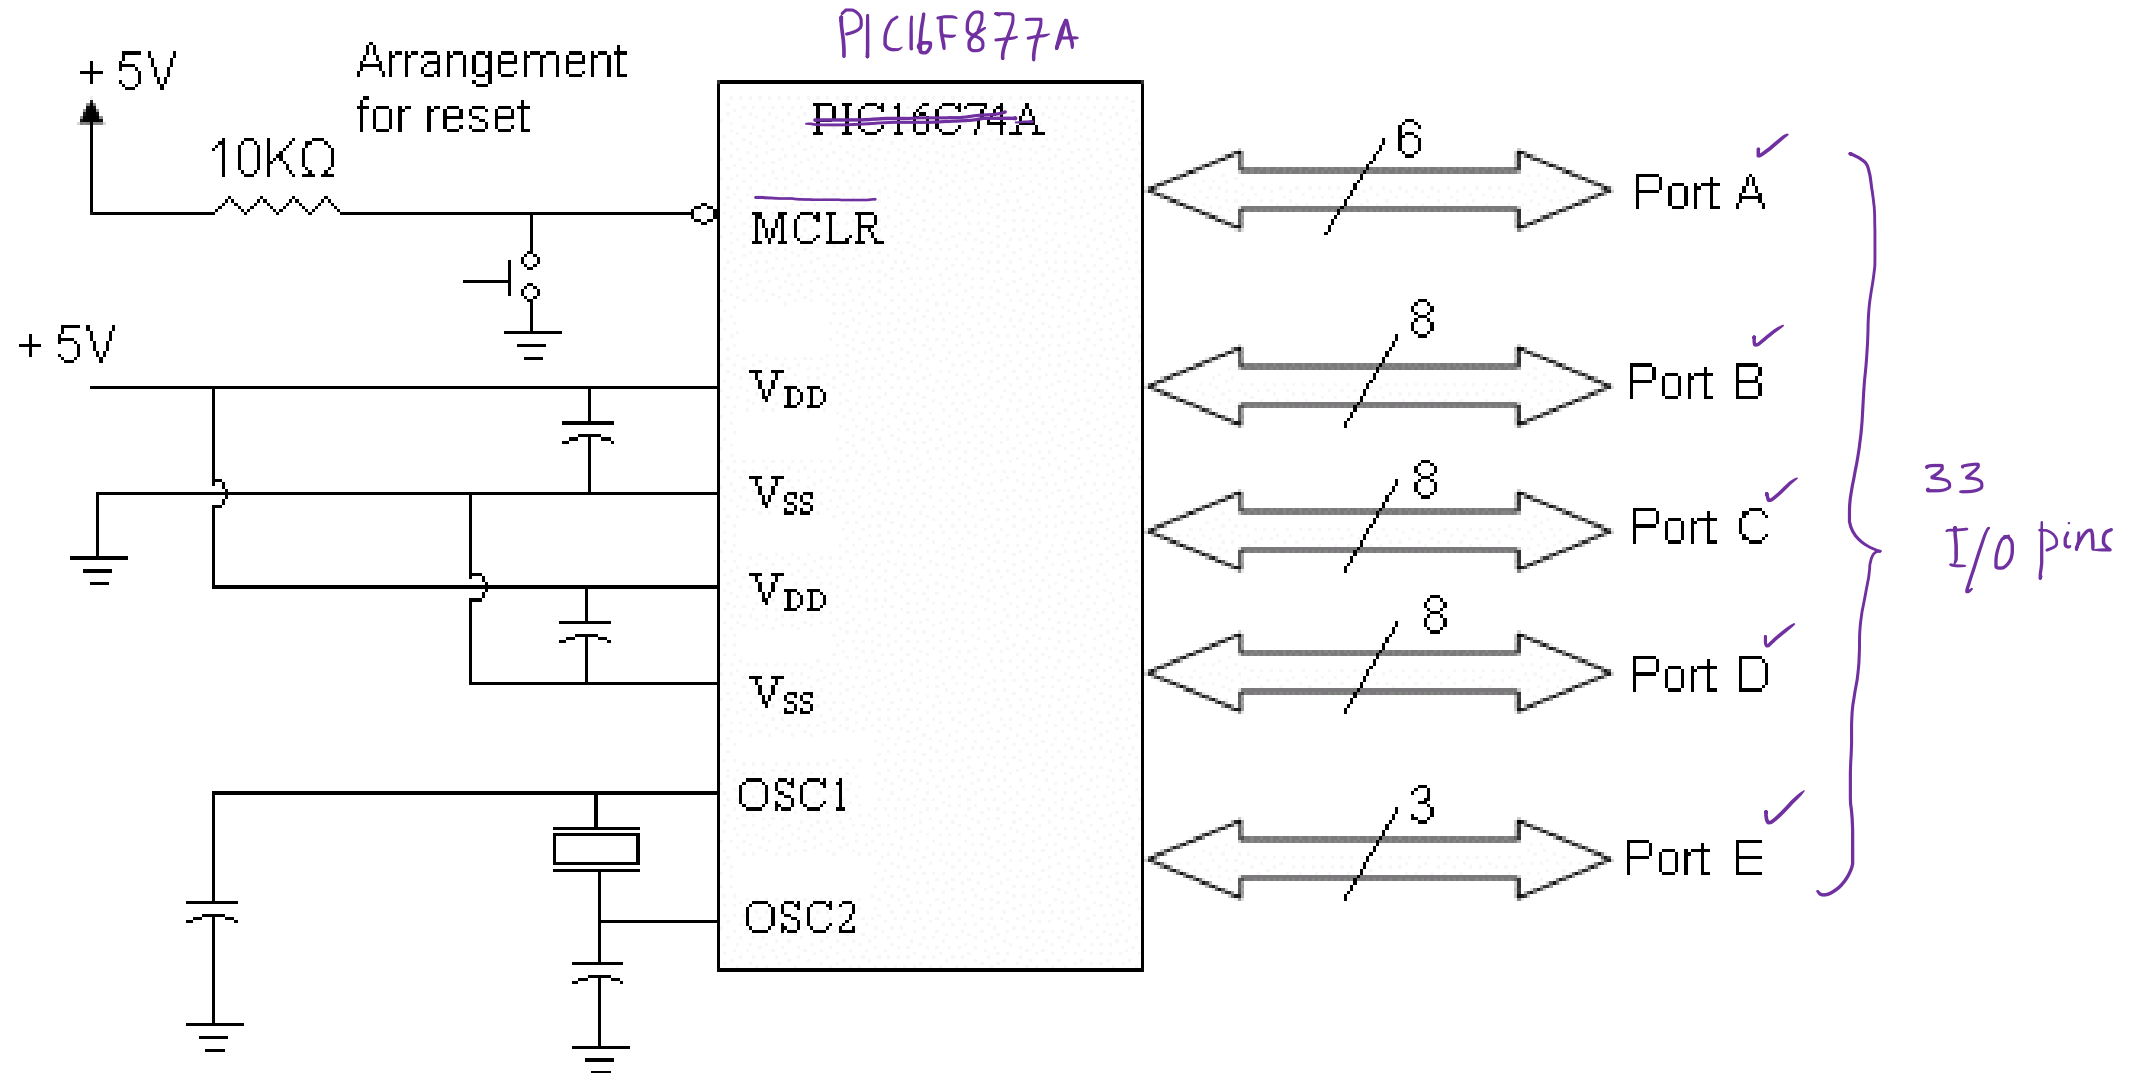 PIC16F877A
+ 5V
Arrangement
for reset
10KΩ
PIC16C74A
MCLR
+ 5V
VDD
VSS
VDD
VSS
OSC1
OSC2
6
Port A
8
Port B
8
Port C
8
Port D
3
Port E
33
I/O pins